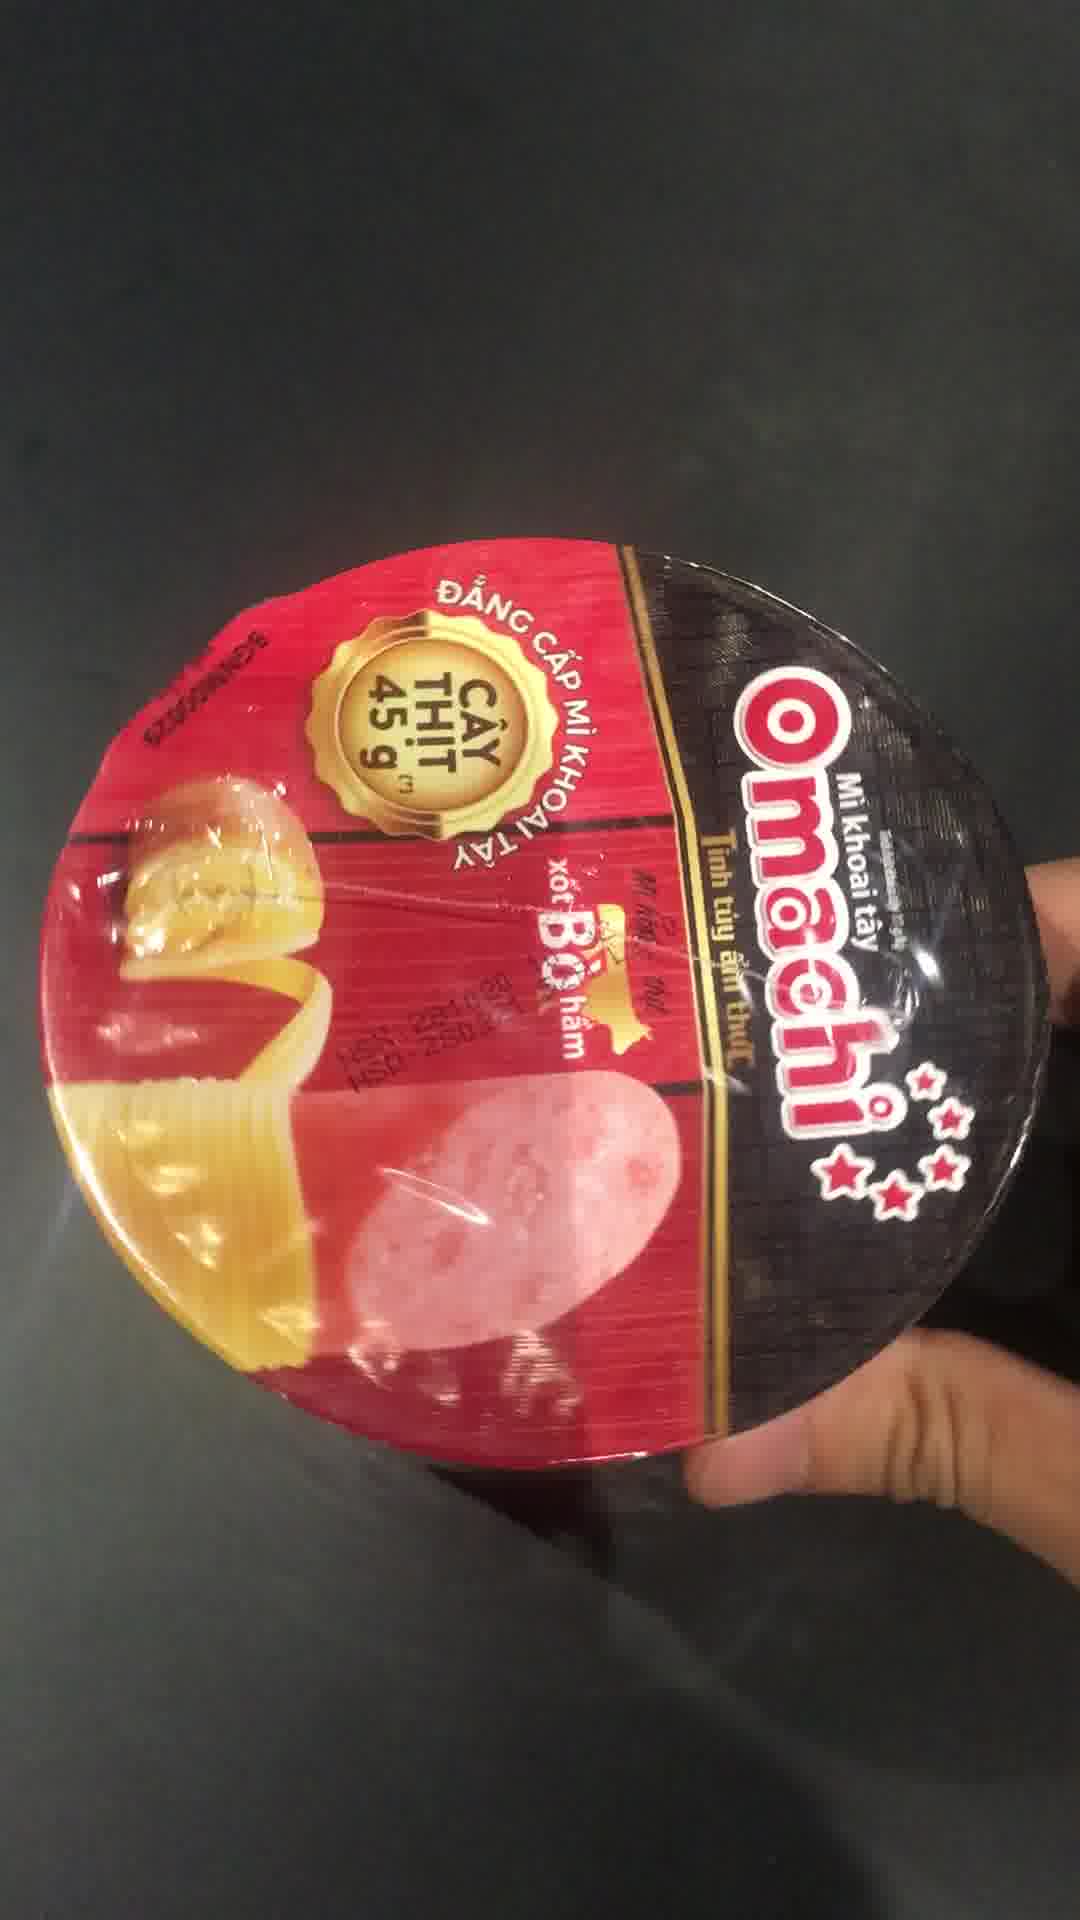 Mì khoai tây
Omachi
Tinh túy ẩm thực
xốt
Bò
hầm
ĐẲNG CẤP MÌ KHOAI TÂY
CÂY
THỊT
45 g
(*)